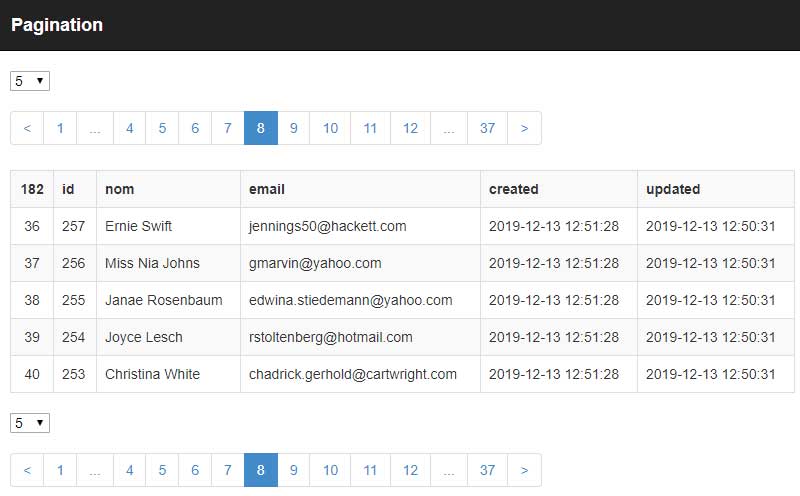 Pagination
5
< 1 ... 4 5 6 7 8 9 10 11 12 ... 37 >
182 id nom email created updated
36 257 Ernie Swift jennings50@hackett.com 2019-12-13 12:51:28 2019-12-13 12:50:31
37 256 Miss Nia Johns gmarvin@yahoo.com 2019-12-13 12:51:28 2019-12-13 12:50:31
38 255 Janae Rosenbaum edwina.stiedemann@yahoo.com 2019-12-13 12:51:28 2019-12-13 12:50:31
39 254 Joyce Lesch rstoltenberg@hotmail.com 2019-12-13 12:51:28 2019-12-13 12:50:31
40 253 Christina White chadrick.gerhold@cartwright.com 2019-12-13 12:51:28 2019-12-13 12:50:31
5
< 1 ... 4 5 6 7 8 9 10 11 12 ... 37 >